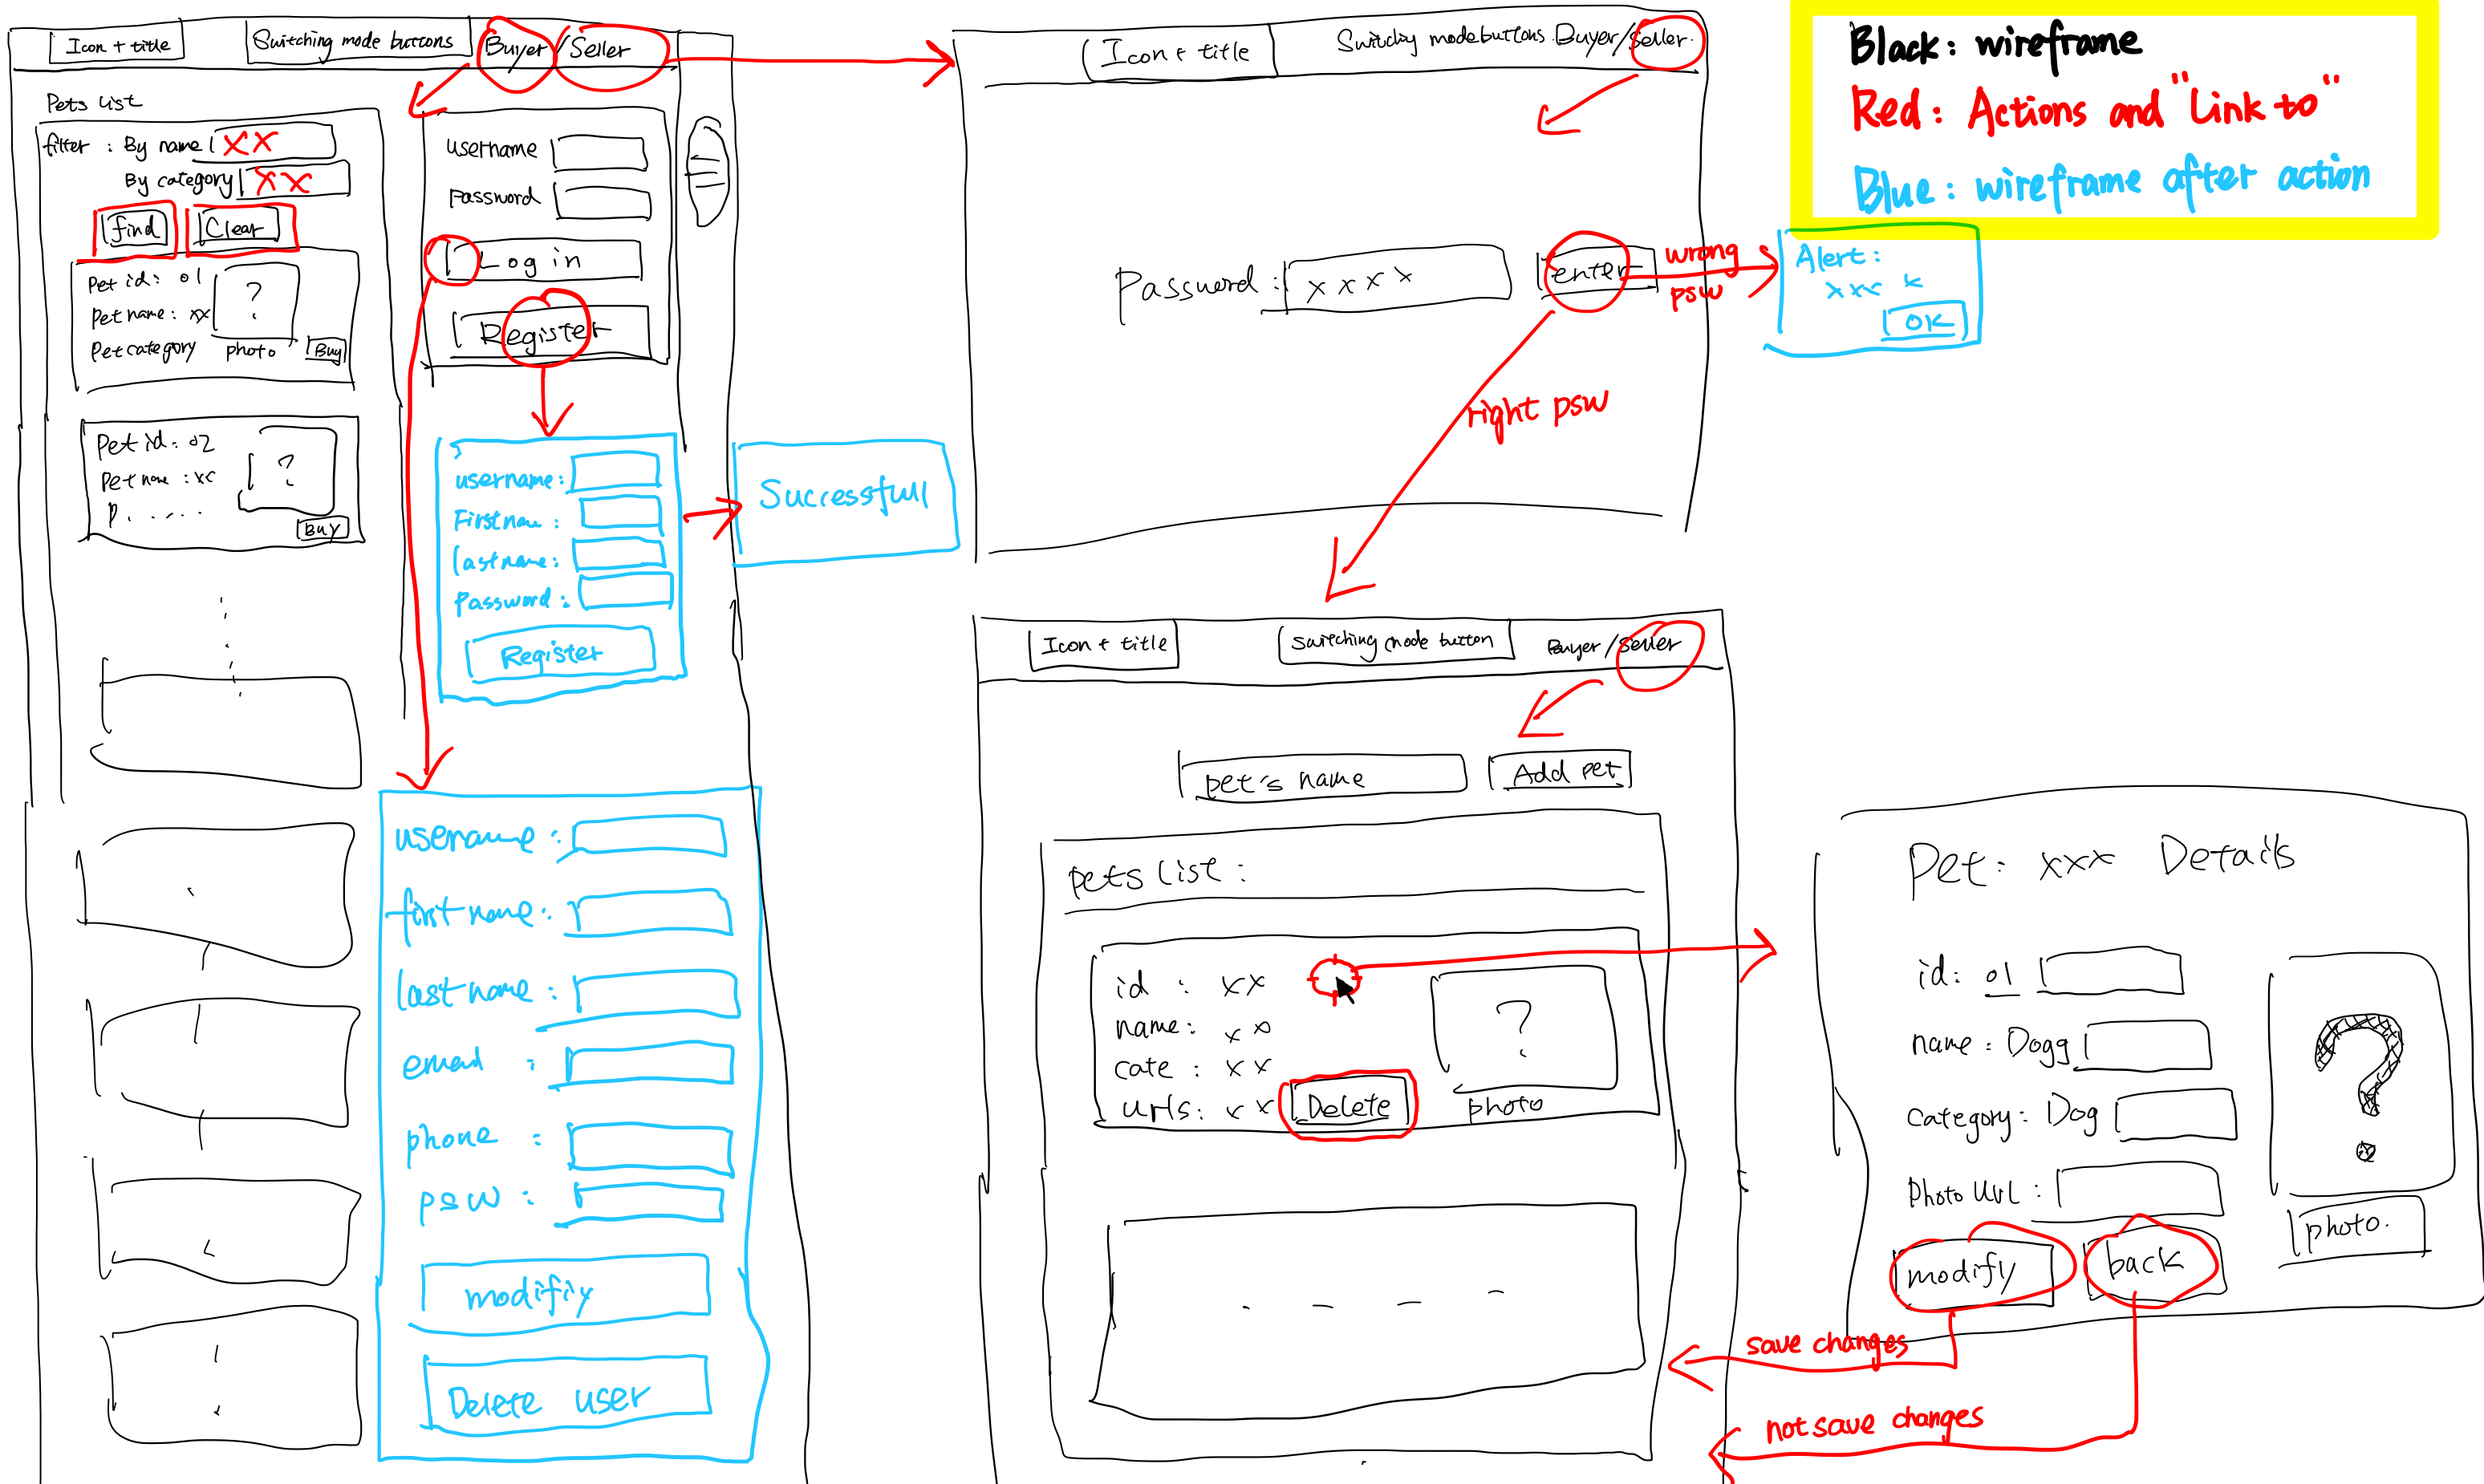 Icon + title
Switching mode buttons
Buyer / Seller
Pets List
filter : By name XX
By category XX
find
Clear
Pet id: 01
Pet name: xx
Pet category
?
photo
Buy
Pet id: 02
Pet name : xx
P. . . . .
?
Buy
username
password
Log in
Register
username:
Firstname:
lastname:
Password:
Register
Successfull
username :
first name :
last name :
email :
phone :
psw :
modifiy
Delete user
Icon + title
Switching mode buttons. Buyer/Seller.
Password : x x x x
enter
wrong
psw
right psw
Alert:
xxx x
OK
Black: wireframe
Red: Actions and "Link to"
Blue: wireframe after action
Icon + title
Switching mode button
Buyer/Seller
pet's name
Add pet
pets List :
id : xx
name: xx
cate : xx
urls: xx
Delete
?
photo
Pet: xxx Details
id: 01
name: Dogg
category: Dog
Photo Url :
?
photo.
modify
back
save changes
not save changes